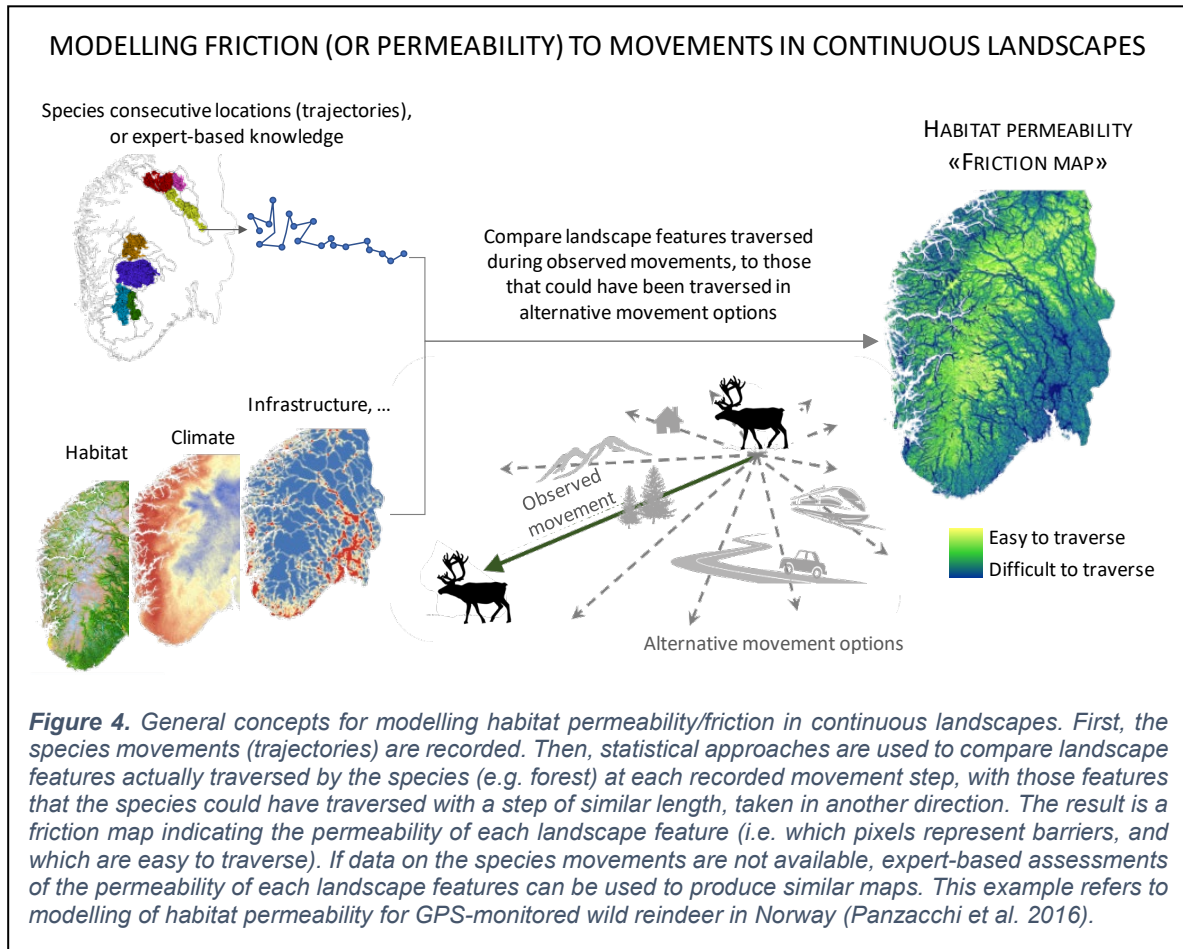 MODELLING FRICTION (OR PERMEABILITY) TO MOVEMENTS IN CONTINUOUS LANDSCAPES
Species consecutive locations (trajectories),
or expert-based knowledge
HABITAT PERMEABILITY
«FRICTION MAP»
Compare landscape features traversed
during observed movements, to those
that could have been traversed in
alternative movement options
Infrastructure, ...
Climate
Habitat
Observed
movement
Easy to traverse
Difficult to traverse
Alternative movement options
Figure 4. General concepts for modelling habitat permeability/friction in continuous landscapes. First, the
species movements (trajectories) are recorded. Then, statistical approaches are used to compare landscape
features actually traversed by the species (e.g. forest) at each recorded movement step, with those features
that the species could have traversed with a step of similar length, taken in another direction. The result is a
friction map indicating the permeability of each landscape feature (i.e. which pixels represent barriers, and
which are easy to traverse). If data on the species movements are not available, expert-based assessments
of the permeability of each landscape features can be used to produce similar maps. This example refers to
modelling of habitat permeability for GPS-monitored wild reindeer in Norway (Panzacchi et al. 2016).